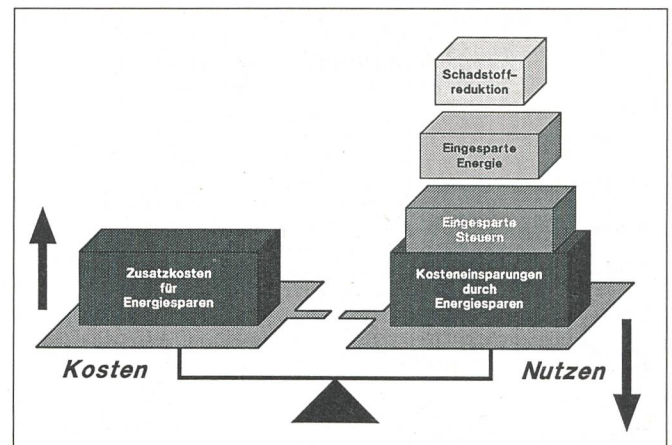 Schadstoff-
reduktion
Eingesparte
Energie
Eingesparte
Steuern
Zusatzkosten
für
Energiesparen
Kosteneinsparungen
durch
Energiesparen
Kosten
Nutzen